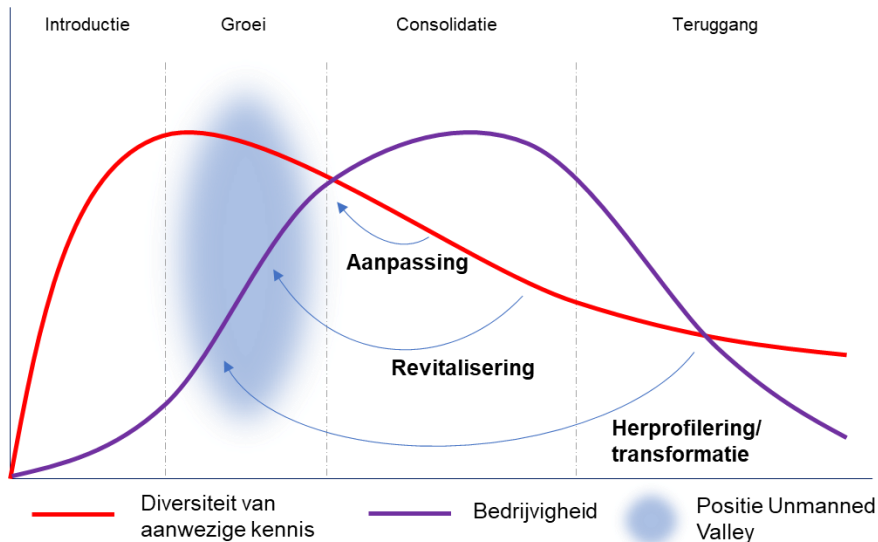 Introductie
Groei
Consolidatie
Teruggang
Aanpassing
Revitalisering
Herprofilering/
transformatie
Diversiteit van
aanwezige kennis
Bedrijvigheid
Positie Unmanned
Valley